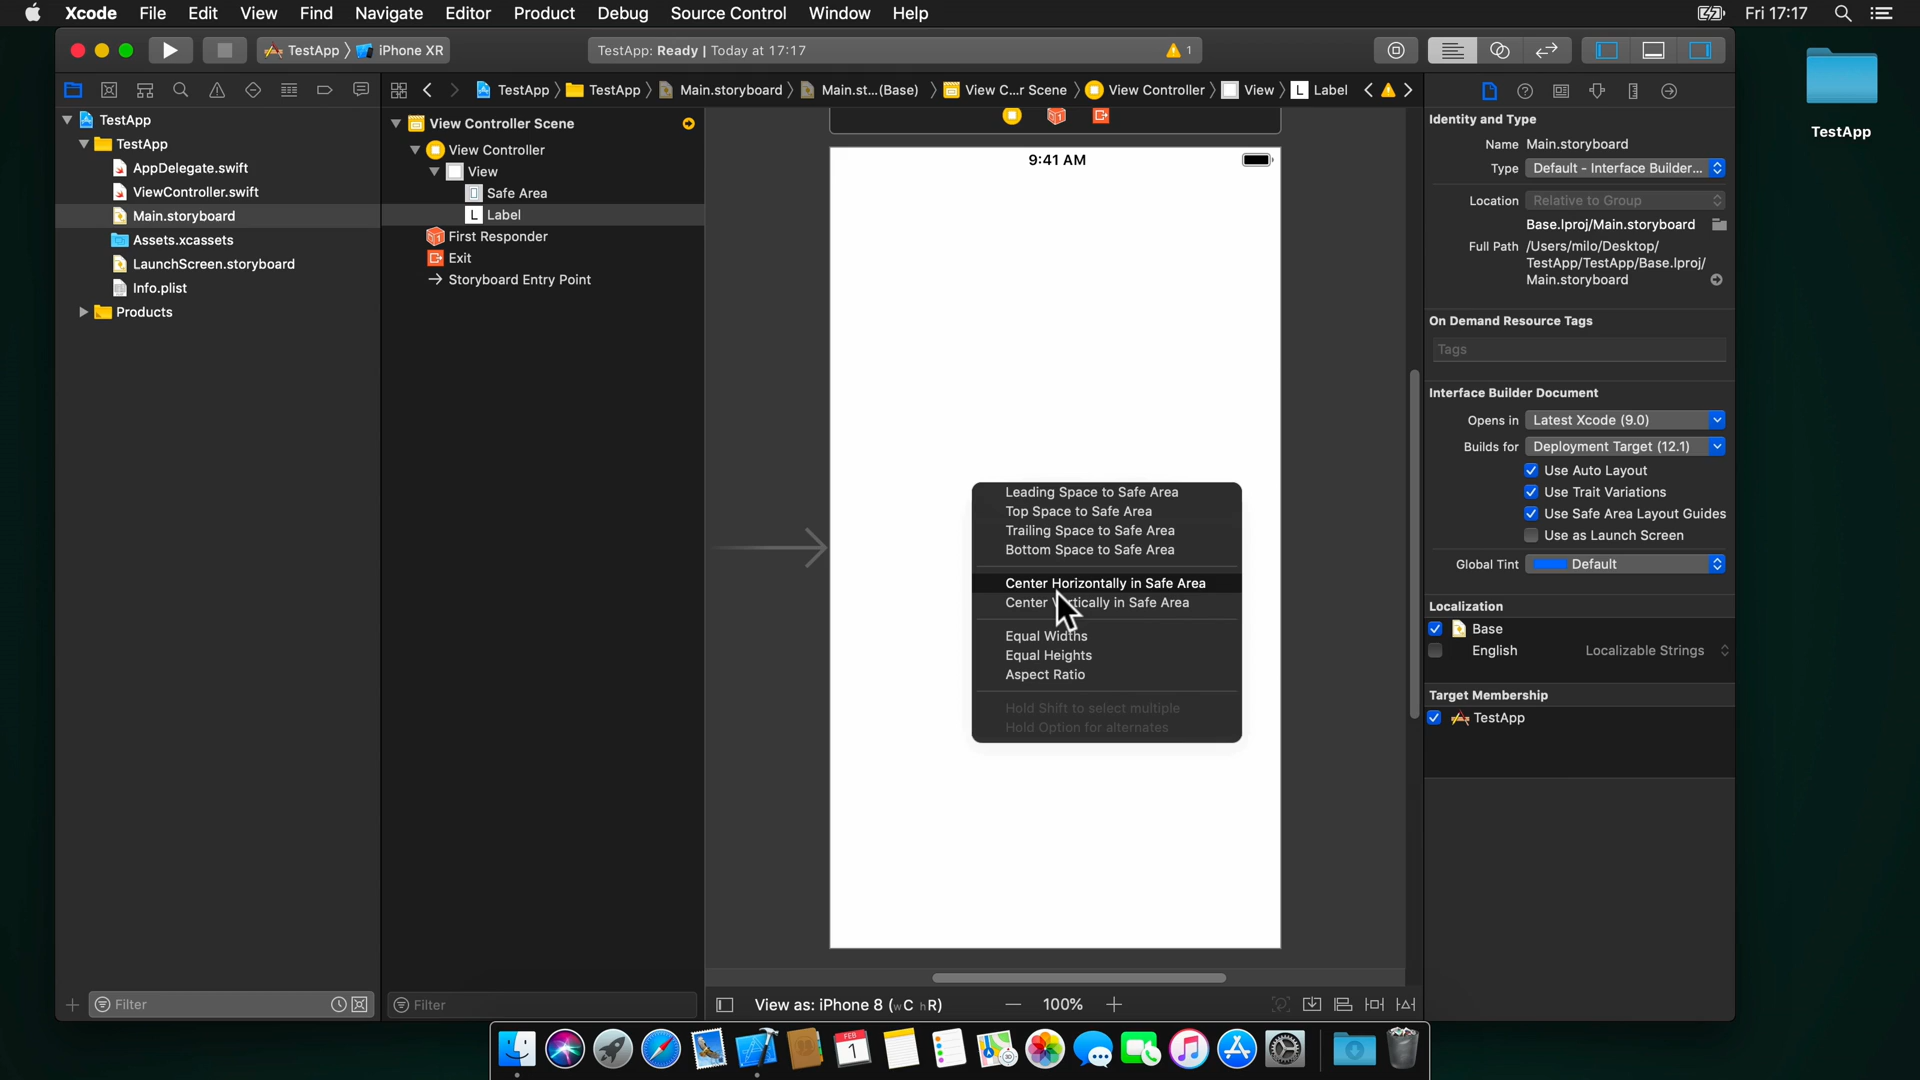 Xcode File Edit View Find Navigate Editor Product Debug Source Control Window Help
Fri 17:17
TestApp
iPhone XR
TestApp: Ready | Today at 17:17
1
TestApp
TestApp
TestApp
AppDelegate.swift
ViewController.swift
Main.storyboard
Assets.xcassets
LaunchScreen.storyboard
Info.plist
Products
Filter
TestApp
TestApp
Main.storyboard
Main.st...(Base)
View C...r Scene
View Controller
View
L Label
View Controller Scene
View Controller
View
Safe Area
L Label
First Responder
Exit
Storyboard Entry Point
Filter
9:41 AM
Leading Space to Safe Area
Top Space to Safe Area
Trailing Space to Safe Area
Bottom Space to Safe Area
Center Horizontally in Safe Area
Center Vertically in Safe Area
Equal Widths
Equal Heights
Aspect Ratio
Hold Shift to select multiple
Hold Option for alternates
View as: iPhone 8 (wC hR)
100%
Identity and Type
Name Main.storyboard
Type Default - Interface Builder...
Location Relative to Group
Base.lproj/Main.storyboard
Full Path /Users/milo/Desktop/
TestApp/TestApp/Base.lproj/
Main.storyboard
On Demand Resource Tags
Tags
Interface Builder Document
Opens in Latest Xcode (9.0)
Builds for Deployment Target (12.1)
Use Auto Layout
Use Trait Variations
Use Safe Area Layout Guides
Use as Launch Screen
Global Tint Default
Localization
Base
English Localizable Strings
Target Membership
TestApp
FEB
1